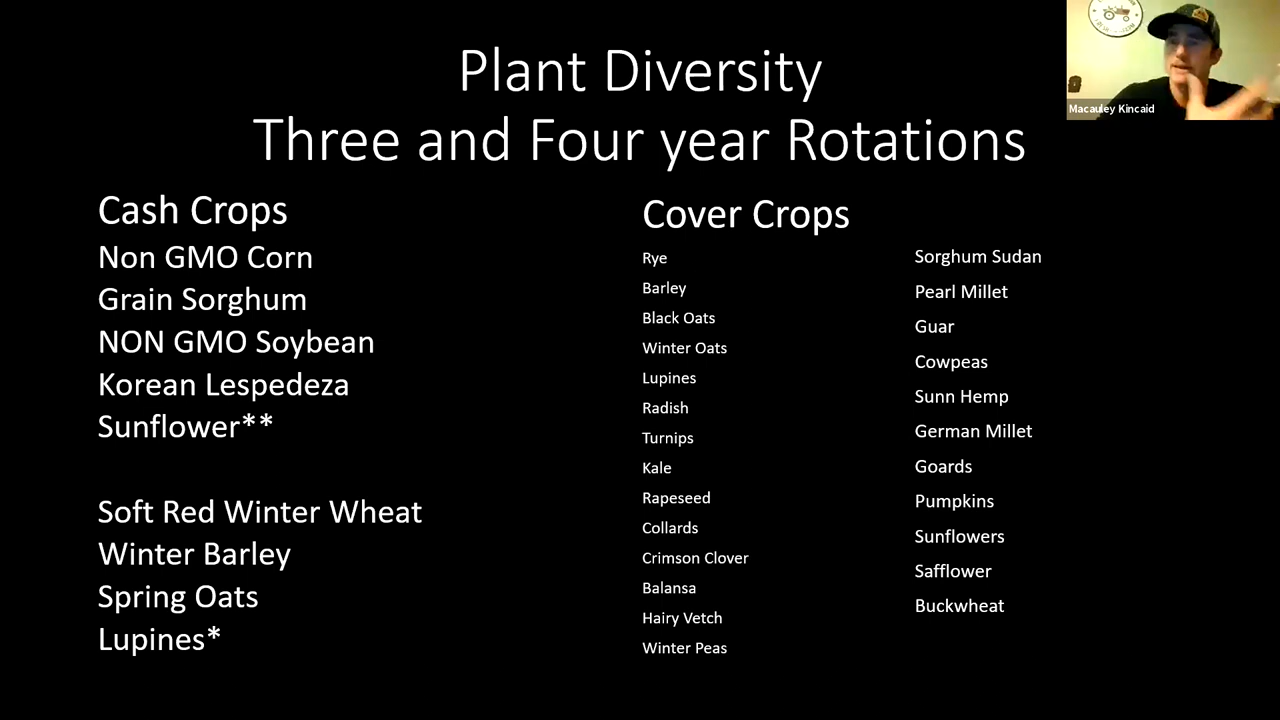 Plant Diversity
Three and Four year Rotations
Macauley Kincaid
Cash Crops
Non GMO Corn
Grain Sorghum
NON GMO Soybean
Korean Lespedeza
Sunflower**
Soft Red Winter Wheat
Winter Barley
Spring Oats
Lupines*
Cover Crops
Rye
Barley
Black Oats
Winter Oats
Lupines
Radish
Turnips
Kale
Rapeseed
Collards
Crimson Clover
Balansa
Hairy Vetch
Winter Peas
Sorghum Sudan
Pearl Millet
Guar
Cowpeas
Sunn Hemp
German Millet
Goards
Pumpkins
Sunflowers
Safflower
Buckwheat